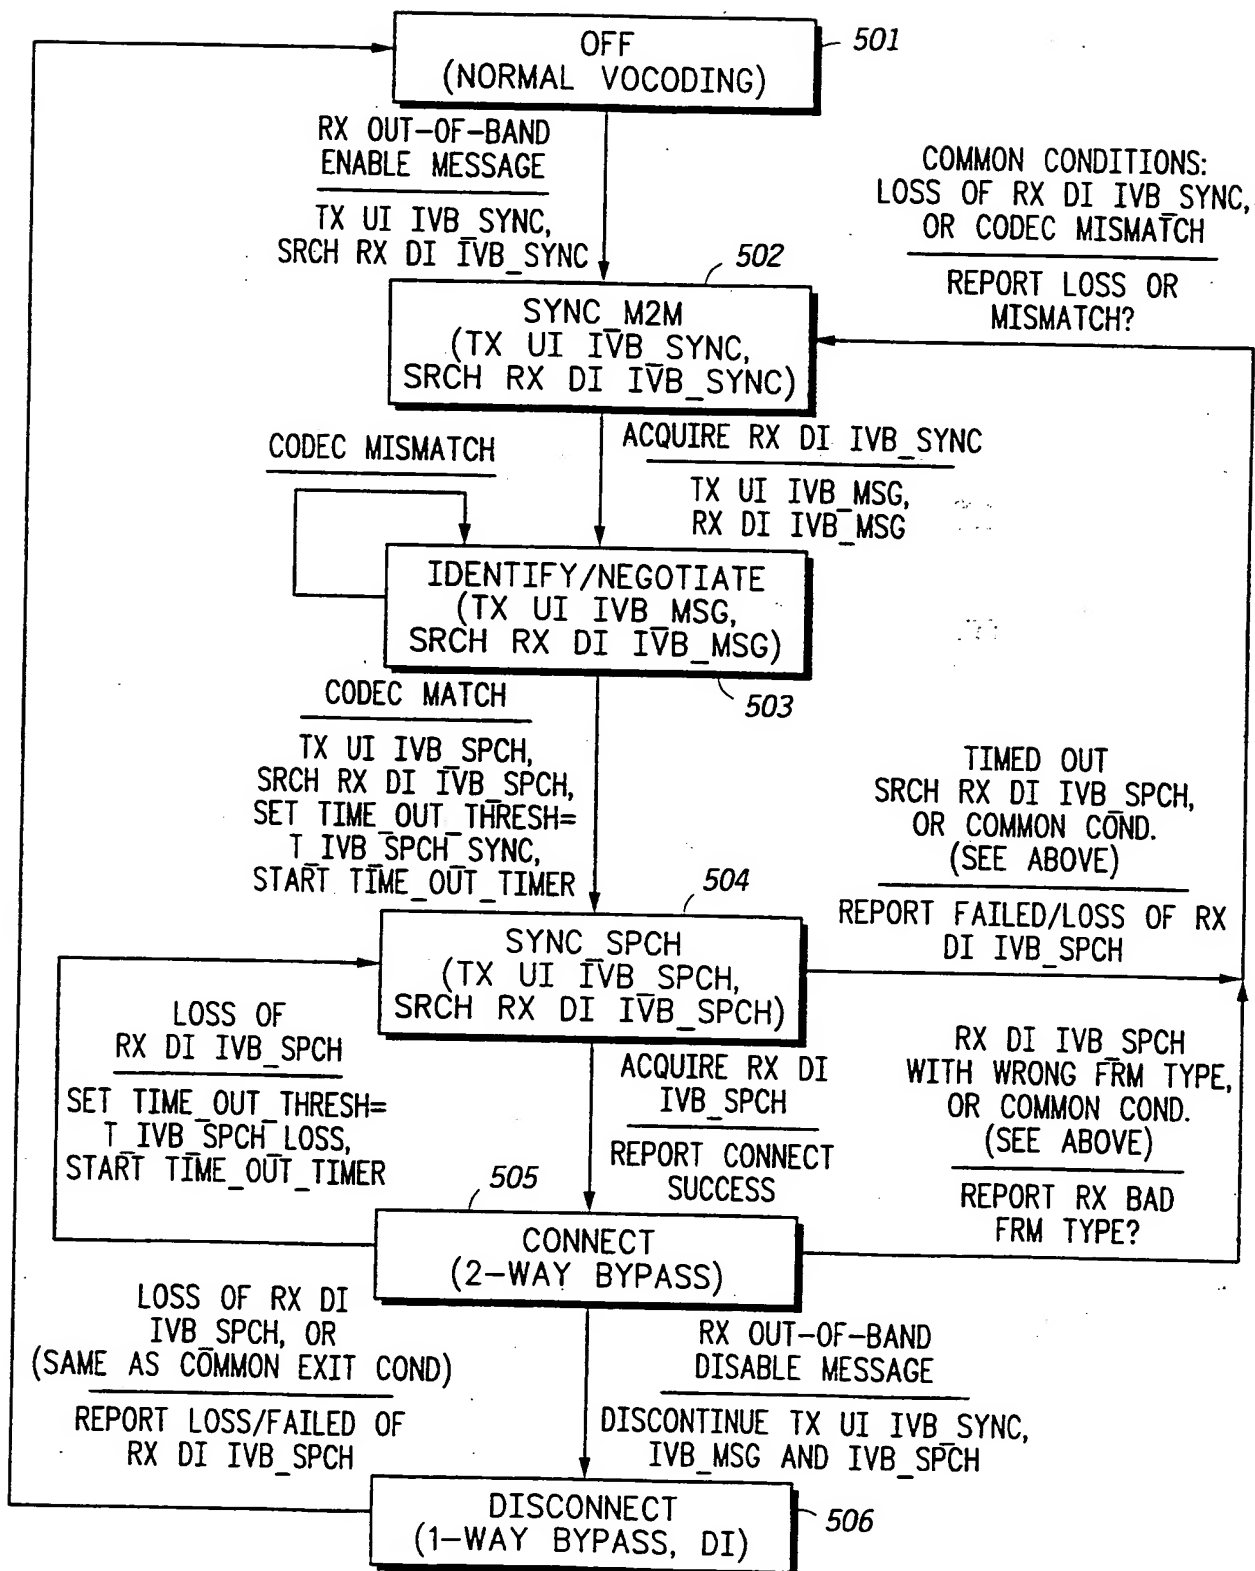 OFF
(NORMAL VOCODING)
501
RX OUT-OF-BAND
ENABLE MESSAGE
TX UI IVB_SYNC,
SRCH RX DI IVB_SYNC
COMMON CONDITIONS:
LOSS OF RX DI IVB_SYNC,
OR CODEC MISMATCH
REPORT LOSS OR
MISMATCH?
502
SYNC_M2M
(TX UI IVB_SYNC,
SRCH RX DI IVB_SYNC)
CODEC MISMATCH
ACQUIRE RX DI IVB_SYNC
TX UI IVB_MSG,
RX DI IVB_MSG
IDENTIFY/NEGOTIATE
(TX UI IVB_MSG,
SRCH RX DI IVB_MSG)
503
CODEC MATCH
TX UI IVB_SPCH,
SRCH RX DI IVB_SPCH,
SET TIME_OUT_THRESH=
T_IVB_SPCH_SYNC,
START TIME_OUT_TIMER
TIMED OUT
SRCH RX DI IVB_SPCH,
OR COMMON COND.
(SEE ABOVE)
REPORT FAILED/LOSS OF RX
DI IVB_SPCH
504
SYNC_SPCH
(TX UI IVB_SPCH,
SRCH RX DI IVB_SPCH)
LOSS OF
RX DI IVB_SPCH
SET TIME_OUT_THRESH=
T_IVB_SPCH_LOSS,
START TIME_OUT_TIMER
ACQUIRE RX DI
IVB_SPCH
REPORT CONNECT
SUCCESS
RX DI IVB_SPCH
WITH WRONG FRM TYPE,
OR COMMON COND.
(SEE ABOVE)
REPORT RX BAD
FRM TYPE?
505
CONNECT
(2-WAY BYPASS)
LOSS OF RX DI
IVB_SPCH, OR
(SAME AS COMMON EXIT COND)
REPORT LOSS/FAILED OF
RX DI IVB_SPCH
RX OUT-OF-BAND
DISABLE MESSAGE
DISCONTINUE TX UI IVB_SYNC,
IVB_MSG AND IVB_SPCH
DISCONNECT
(1-WAY BYPASS, DI)
506